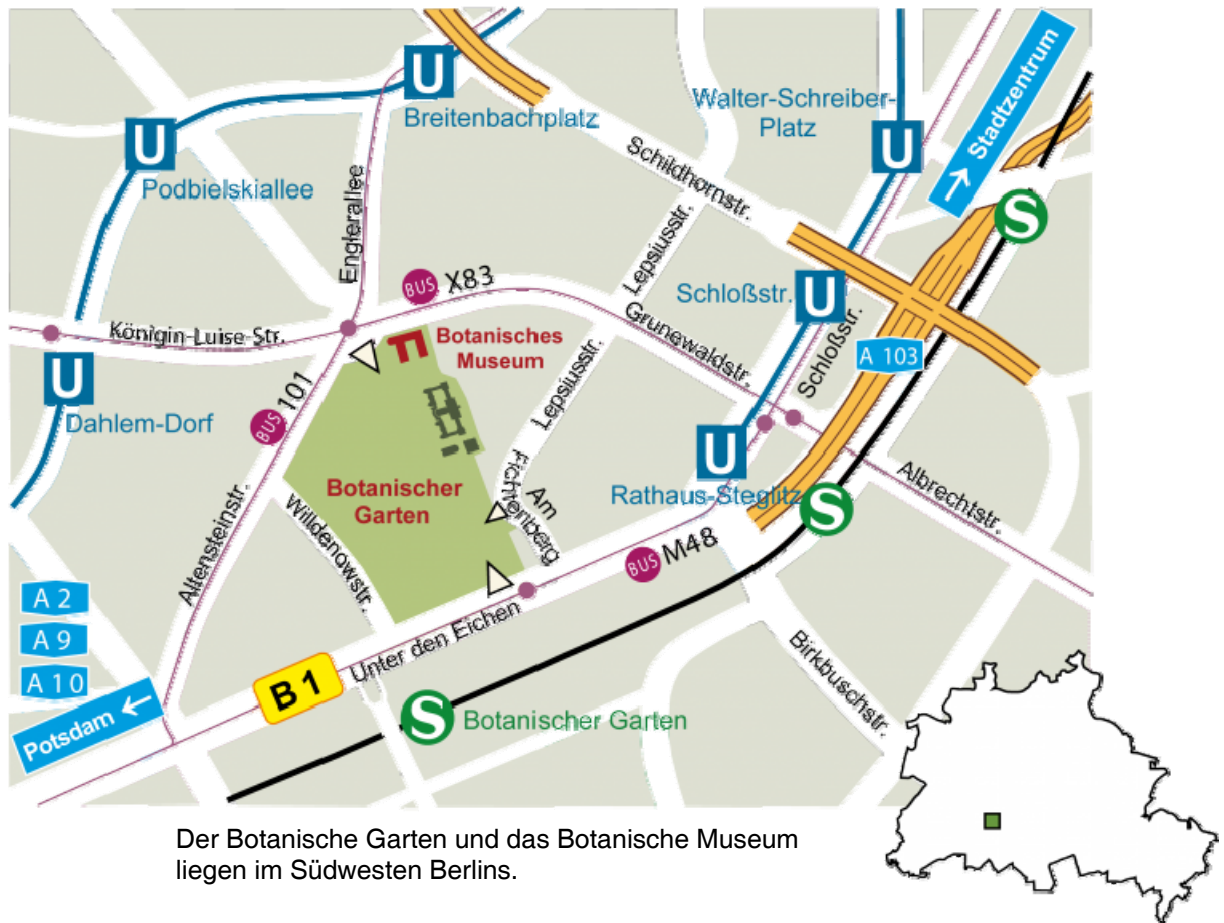 U
Breitenbachplatz
U
Podbielskiallee
Walter-Schreiber-
Platz
U
Stadtzentrum
→
S
Schildhornstr.
Englerallee
Lepsiusstr.
BUS X83
Schloßstr.
U
Königin-Luise-Str.
Botanisches
Museum
Grunewaldstr.
Schloßstr.
A 103
U
Dahlem-Dorf
BUS 101
Lepsiusstr.
U
Rathaus-Steglitz
Albrechtstr.
Botanischer
Garten
Am
Fichtenberg
S
Altensteinstr.
Willdenowstr.
BUS M48
A 2
A 9
A 10
Potsdam ←
B 1
Unter den Eichen
Birkbuschstr.
S
Botanischer Garten
Der Botanische Garten und das Botanische Museum
liegen im Südwesten Berlins.